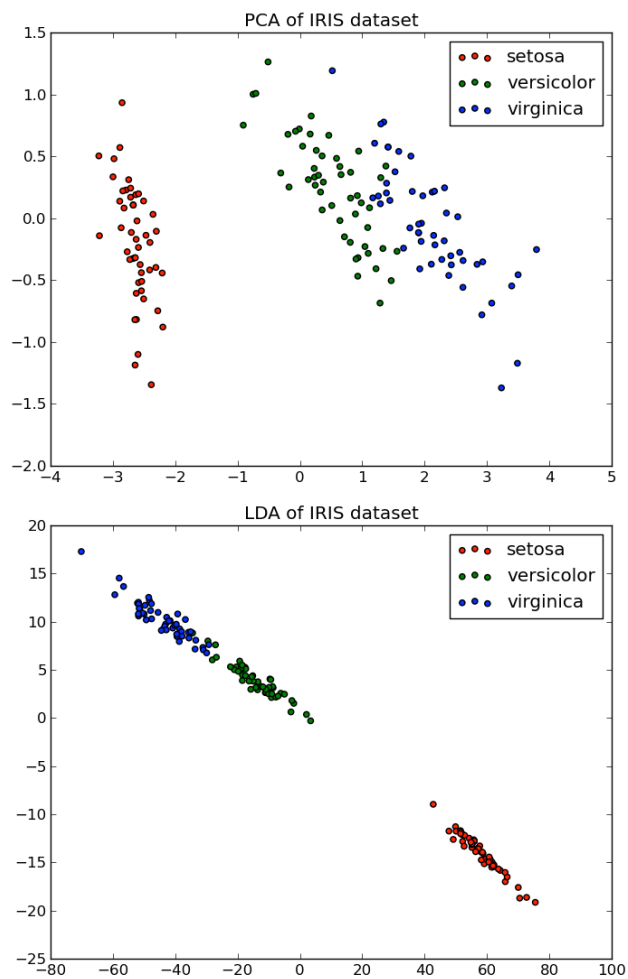 PCA of IRIS dataset
1.5
setosa
versicolor
virginica
1.0
0.5
0.0
−0.5
−1.0
−1.5
−2.0
−4 −3 −2 −1 0 1 2 3 4 5
LDA of IRIS dataset
20
setosa
versicolor
virginica
15
10
5
0
−5
−10
−15
−20
−25
−80 −60 −40 −20 0 20 40 60 80 100